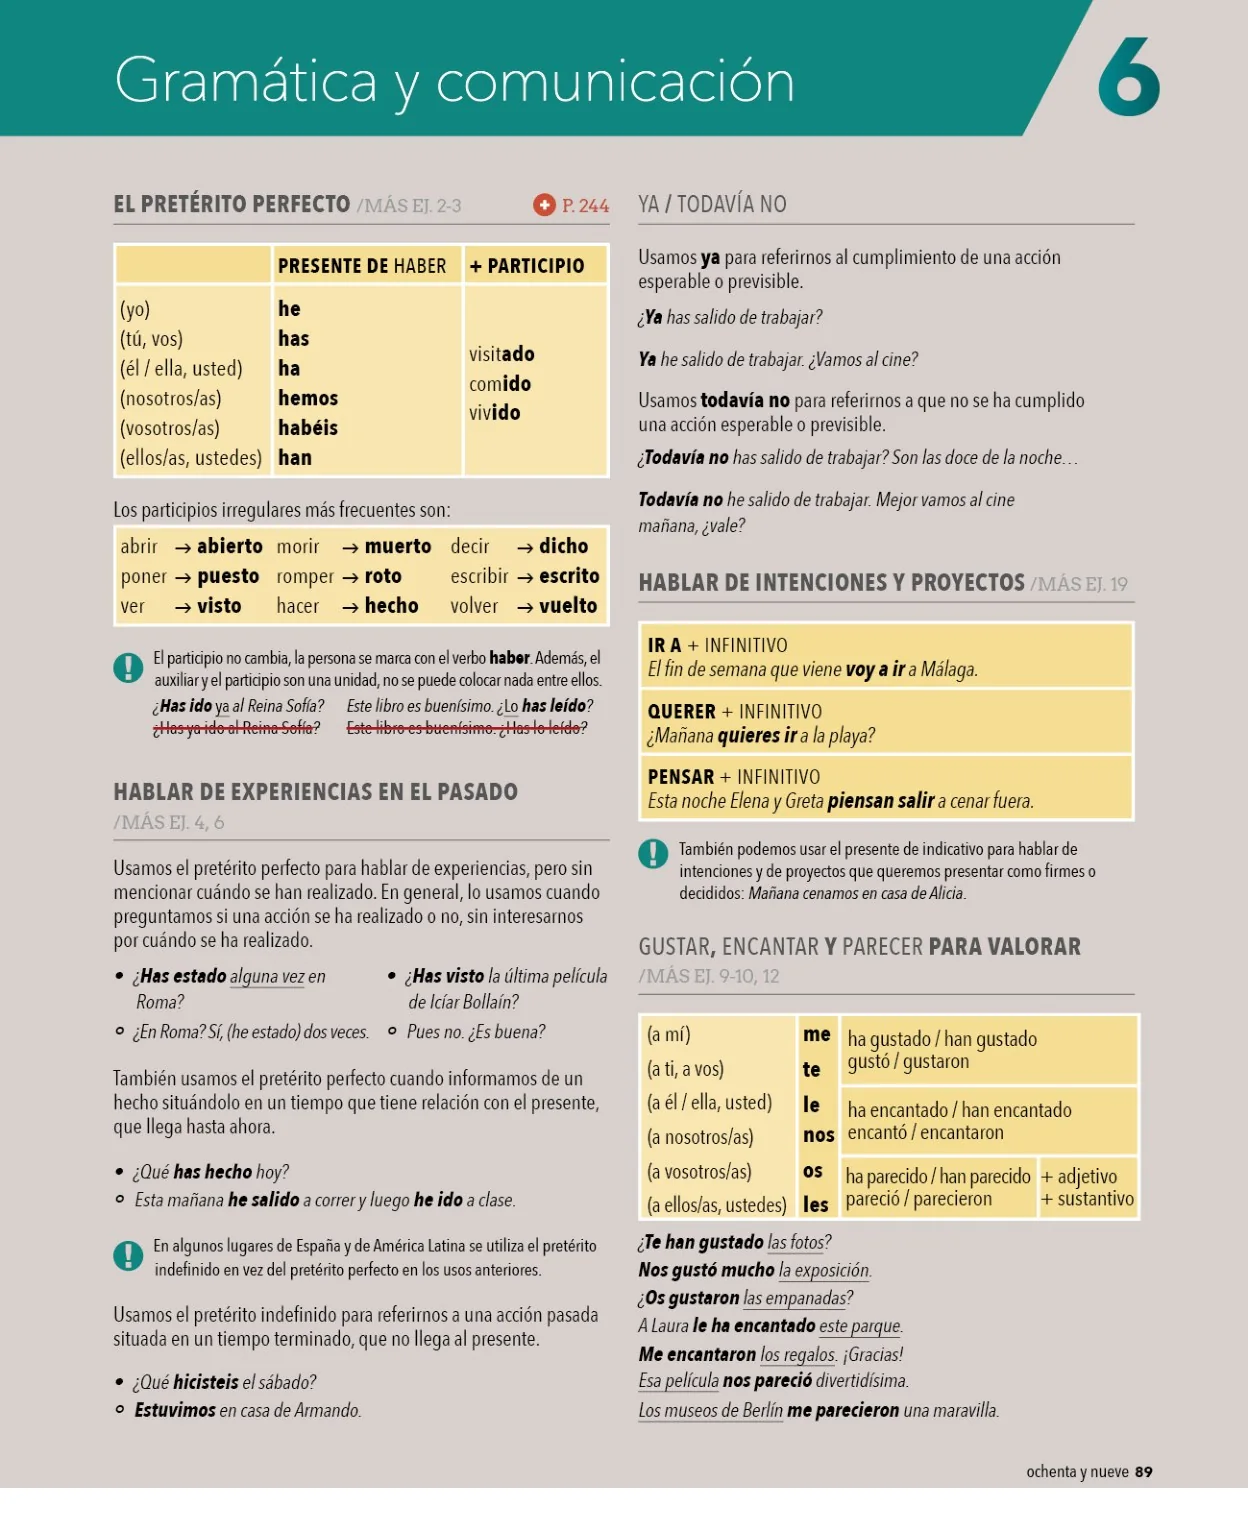 Gramática y comunicación
6
EL PRETÉRITO PERFECTO /MÁS EJ. 2-3
+ P. 244
PRESENTE DE HABER + PARTICIPIO
(yo) he
(tú, vos) has
(él / ella, usted) ha
(nosotros/as) hemos
(vosotros/as) habéis
(ellos/as, ustedes) han
visitado
comido
vivido
Los participios irregulares más frecuentes son:
abrir → abierto morir → muerto decir → dicho
poner → puesto romper → roto escribir → escrito
ver → visto hacer → hecho volver → vuelto
! El participio no cambia, la persona se marca con el verbo haber. Además, el
auxiliar y el participio son una unidad, no se puede colocar nada entre ellos.
¿Has ido ya al Reina Sofía? Este libro es buenísimo. ¿Lo has leído?
¿Has ya ido al Reina Sofía? Este libro es buenísimo. ¿Has lo leído?
HABLAR DE EXPERIENCIAS EN EL PASADO
/MÁS EJ. 4, 6
Usamos el pretérito perfecto para hablar de experiencias, pero sin
mencionar cuándo se han realizado. En general, lo usamos cuando
preguntamos si una acción se ha realizado o no, sin interesarnos
por cuándo se ha realizado.
• ¿Has estado alguna vez en
Roma?
○ ¿En Roma? Sí, (he estado) dos veces.
• ¿Has visto la última película
de Icíar Bollaín?
○ Pues no. ¿Es buena?
También usamos el pretérito perfecto cuando informamos de un
hecho situándolo en un tiempo que tiene relación con el presente,
que llega hasta ahora.
• ¿Qué has hecho hoy?
○ Esta mañana he salido a correr y luego he ido a clase.
! En algunos lugares de España y de América Latina se utiliza el pretérito
indefinido en vez del pretérito perfecto en los usos anteriores.
Usamos el pretérito indefinido para referirnos a una acción pasada
situada en un tiempo terminado, que no llega al presente.
• ¿Qué hicisteis el sábado?
○ Estuvimos en casa de Armando.
YA / TODAVÍA NO
Usamos ya para referirnos al cumplimiento de una acción
esperable o previsible.
¿Ya has salido de trabajar?
Ya he salido de trabajar. ¿Vamos al cine?
Usamos todavía no para referirnos a que no se ha cumplido
una acción esperable o previsible.
¿Todavía no has salido de trabajar? Son las doce de la noche…
Todavía no he salido de trabajar. Mejor vamos al cine
mañana, ¿vale?
HABLAR DE INTENCIONES Y PROYECTOS /MÁS EJ. 19
IR A + INFINITIVO
El fin de semana que viene voy a ir a Málaga.
QUERER + INFINITIVO
¿Mañana quieres ir a la playa?
PENSAR + INFINITIVO
Esta noche Elena y Greta piensan salir a cenar fuera.
! También podemos usar el presente de indicativo para hablar de
intenciones y de proyectos que queremos presentar como firmes o
decididos: Mañana cenamos en casa de Alicia.
GUSTAR, ENCANTAR Y PARECER PARA VALORAR
/MÁS EJ. 9-10, 12
(a mí) me
(a ti, a vos) te
(a él / ella, usted) le
(a nosotros/as) nos
(a vosotros/as) os
(a ellos/as, ustedes) les
ha gustado / han gustado
gustó / gustaron
ha encantado / han encantado
encantó / encantaron
ha parecido / han parecido + adjetivo
pareció / parecieron + sustantivo
¿Te han gustado las fotos?
Nos gustó mucho la exposición.
¿Os gustaron las empanadas?
A Laura le ha encantado este parque.
Me encantaron los regalos. ¡Gracias!
Esa película nos pareció divertidísima.
Los museos de Berlín me parecieron una maravilla.
ochenta y nueve 89